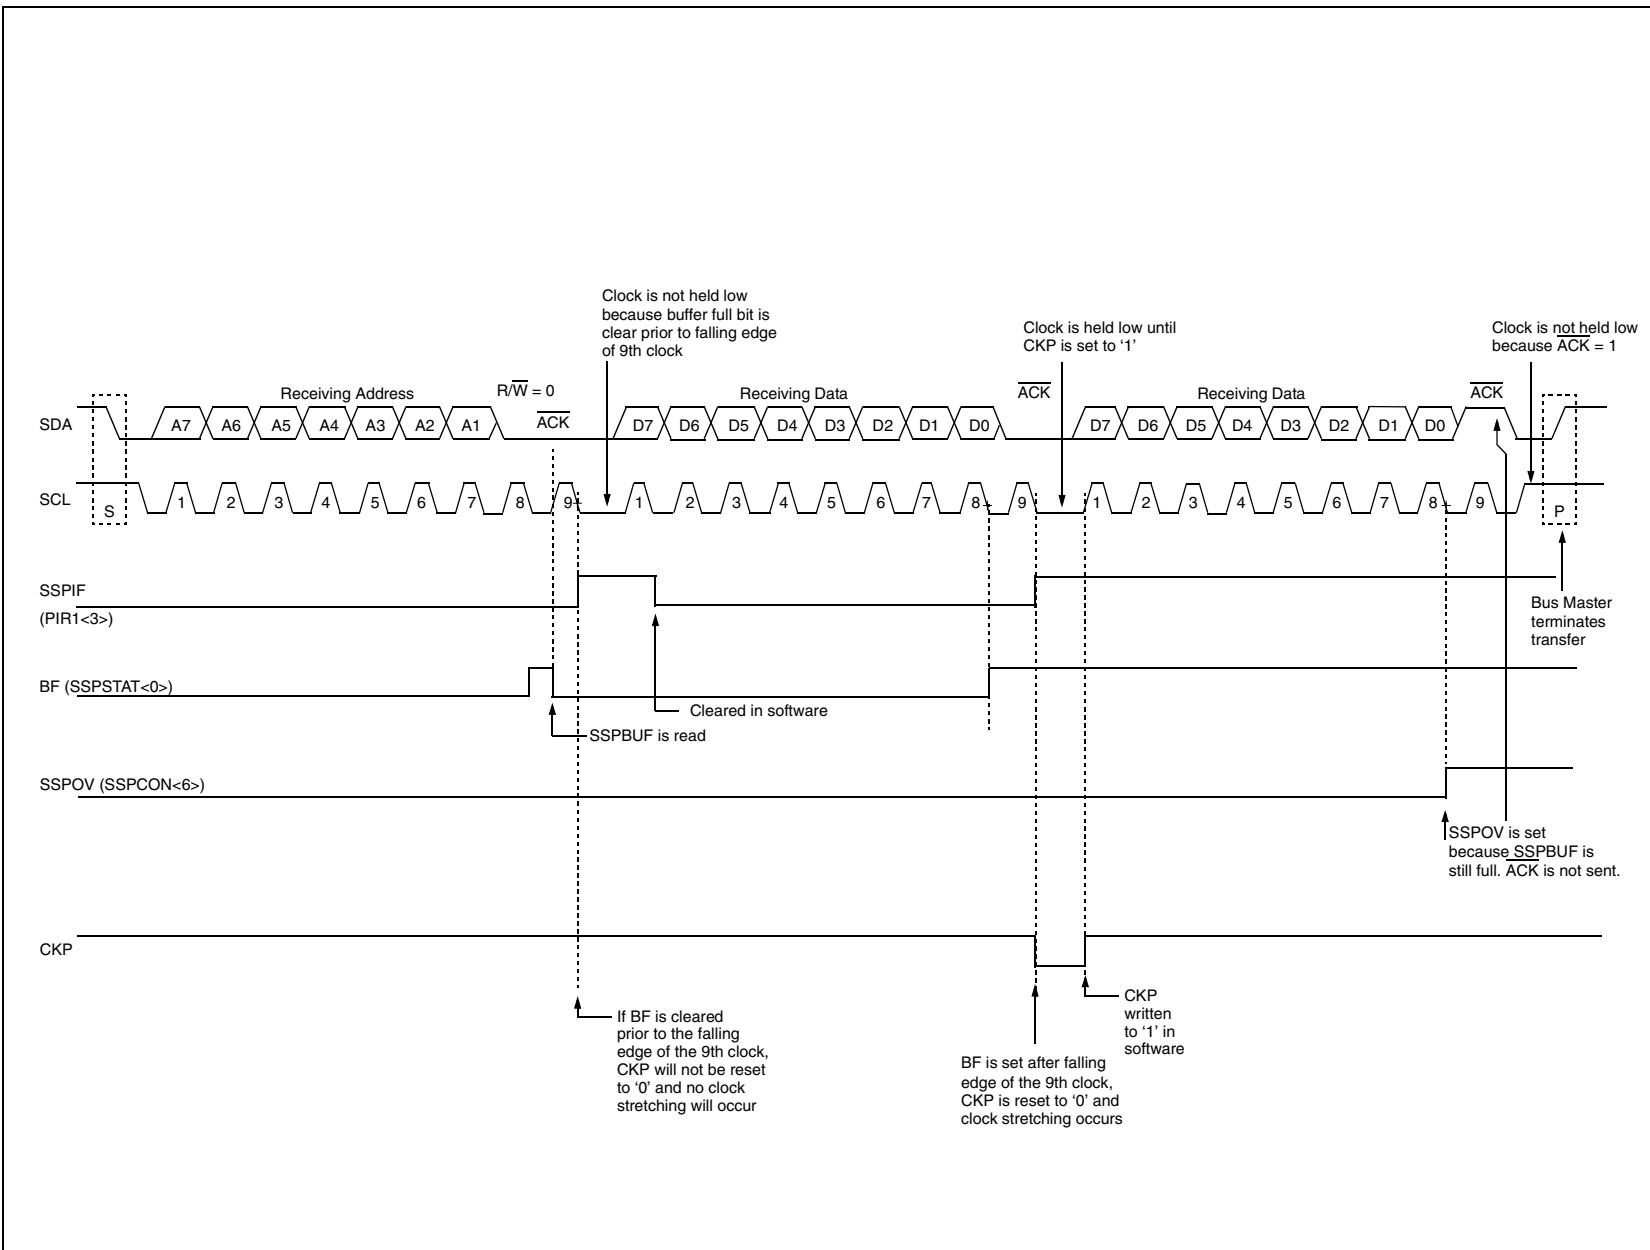 Clock is not held low
because buffer full bit is
clear prior to falling edge
of 9th clock
Clock is held low until
CKP is set to ‘1’
Clock is not held low
because ACK = 1
Receiving Address
R/W = 0
ACK
Receiving Data
ACK
Receiving Data
ACK
SDA
A7 A6 A5 A4 A3 A2 A1
D7 D6 D5 D4 D3 D2 D1 D0
D7 D6 D5 D4 D3 D2 D1 D0
SCL
S
1 2 3 4 5 6 7 8 9
1 2 3 4 5 6 7 8 9
1 2 3 4 5 6 7 8 9
P
SSPIF
(PIR1<3>)
Bus Master
terminates
transfer
BF (SSPSTAT<0>)
Cleared in software
SSPBUF is read
SSPOV (SSPCON<6>)
SSPOV is set
because SSPBUF is
still full. ACK is not sent.
CKP
If BF is cleared
prior to the falling
edge of the 9th clock,
CKP will not be reset
to ‘0’ and no clock
stretching will occur
CKP
written
to ‘1’ in
software
BF is set after falling
edge of the 9th clock,
CKP is reset to ‘0’ and
clock stretching occurs